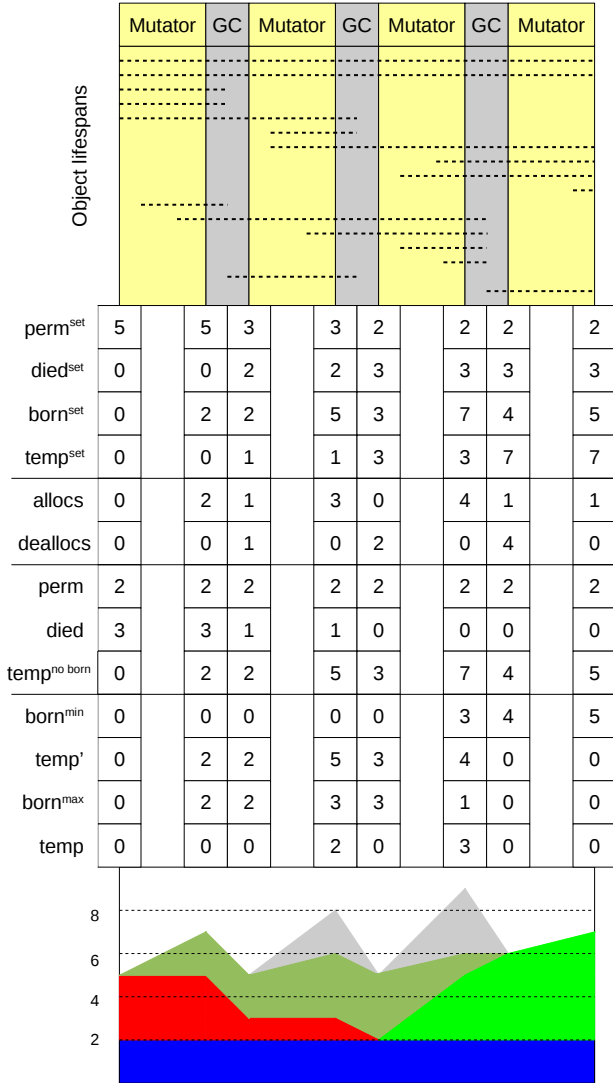 Mutator GC Mutator GC Mutator GC Mutator
Object lifespans
perm^set 5 5 3 3 2 2 2 2
died^set 0 0 2 2 3 3 3 3
born^set 0 2 2 5 3 7 4 5
temp^set 0 0 1 1 3 3 7 7
allocs 0 2 1 3 0 4 1 1
deallocs 0 0 1 0 2 0 4 0
perm 2 2 2 2 2 2 2 2
died 3 3 1 1 0 0 0 0
temp^no born 0 2 2 5 3 7 4 5
born^min 0 0 0 0 0 3 4 5
temp’ 0 2 2 5 3 4 0 0
born^max 0 2 2 3 3 1 0 0
temp 0 0 0 2 0 3 0 0
8
6
4
2